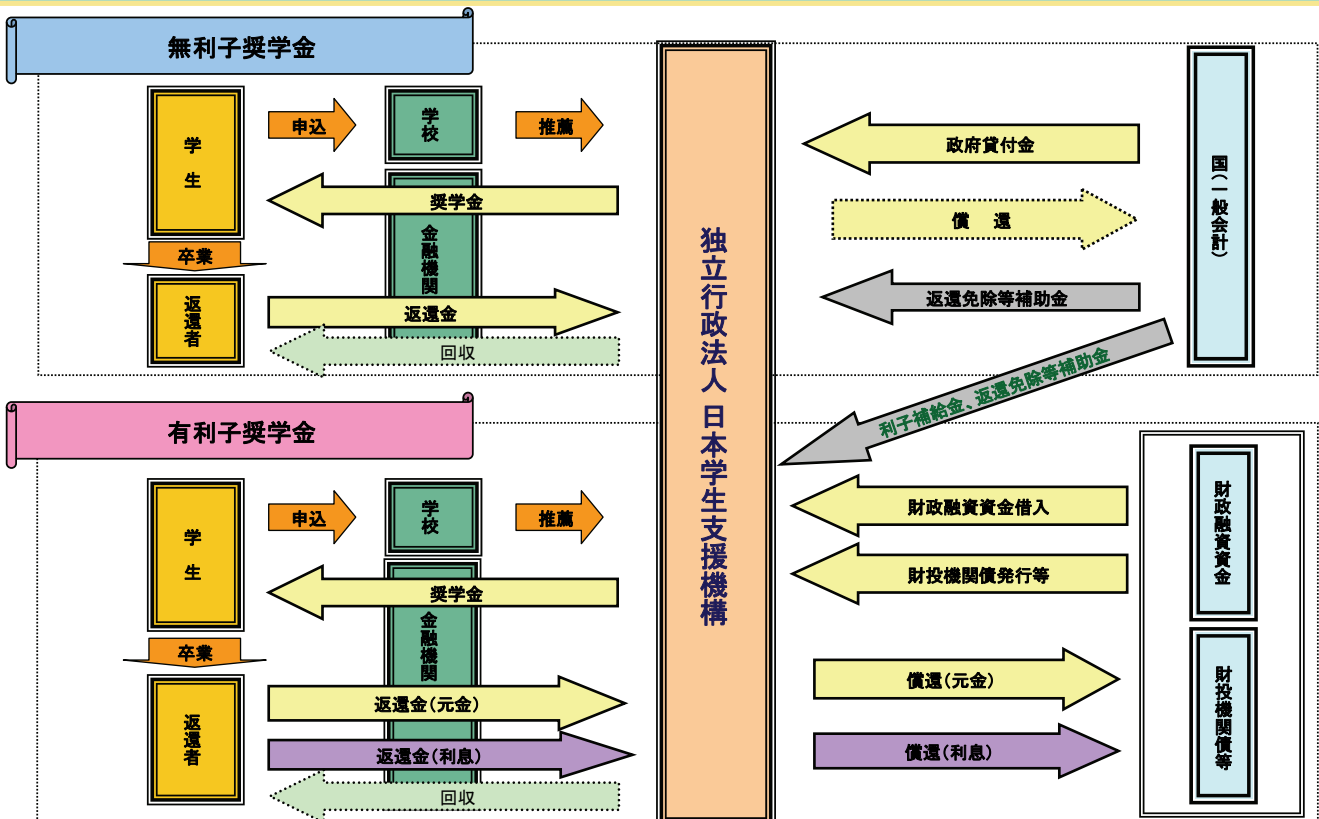 無利子奨学金
学生
申込
学校
推薦
奨学金
金融機関
卒業
返還者
返還金
回収
独立行政法人 日本学生支援機構
政府貸付金
償 還
返還免除等補助金
国(一般会計)
利子補給金、返還免除等補助金
有利子奨学金
学生
申込
学校
推薦
奨学金
金融機関
卒業
返還者
返還金(元金)
返還金(利息)
回収
財政融資資金借入
財投機関債発行等
償還(元金)
償還(利息)
財政融資資金
財投機関債等